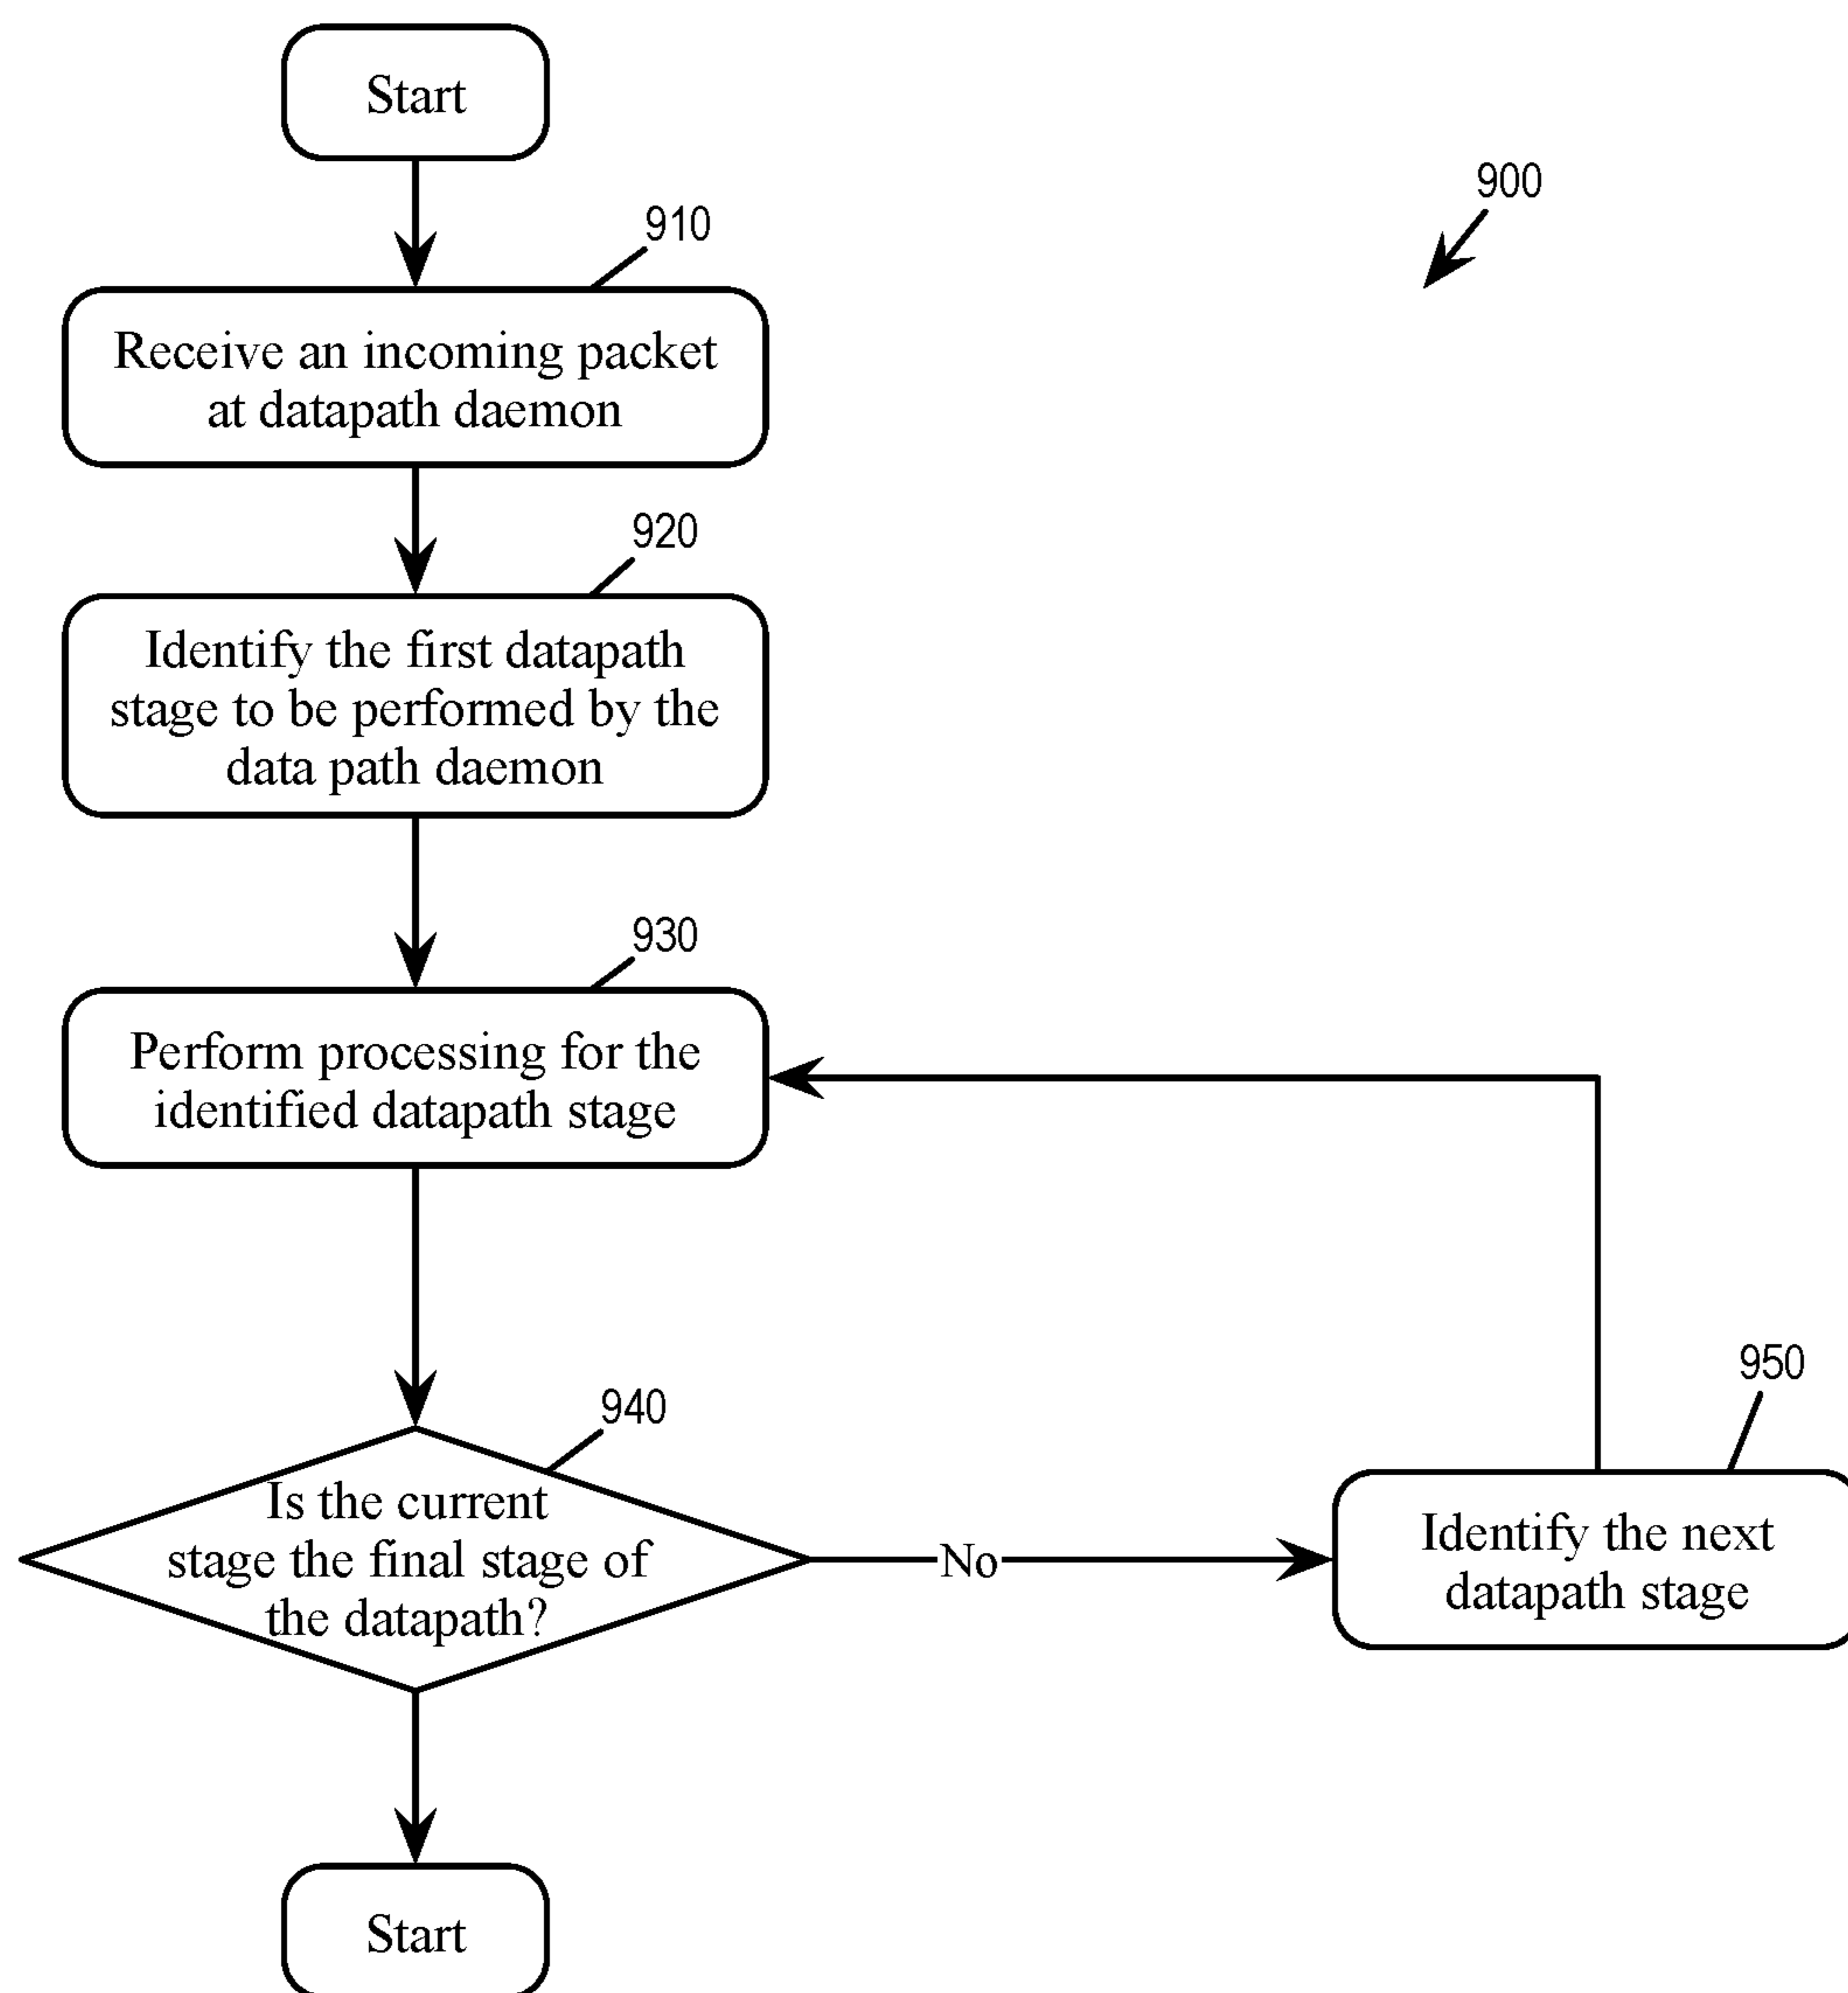 Start
900
910
Receive an incoming packet
at datapath daemon
920
Identify the first datapath
stage to be performed by the
data path daemon
930
Perform processing for the
identified datapath stage
940
Is the current
stage the final stage of
the datapath?
No
950
Identify the next
datapath stage
Start